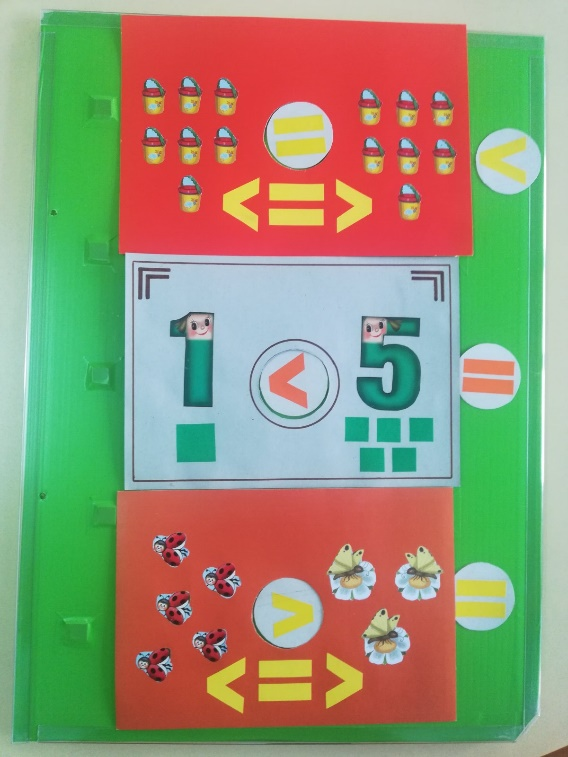 =
<
< = >
1 < 5
=
>
=
< = >